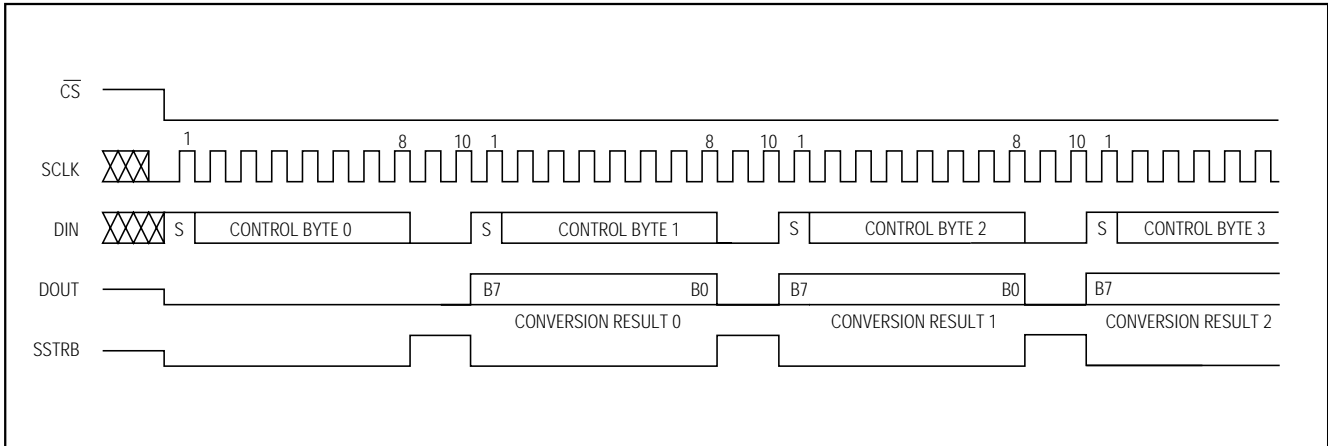 C̅S̅
1 8 10 1 8 10 1 8 10 1
SCLK
DIN S CONTROL BYTE 0 S CONTROL BYTE 1 S CONTROL BYTE 2 S CONTROL BYTE 3
DOUT B7 B0 B7 B0 B7
CONVERSION RESULT 0 CONVERSION RESULT 1 CONVERSION RESULT 2
SSTRB